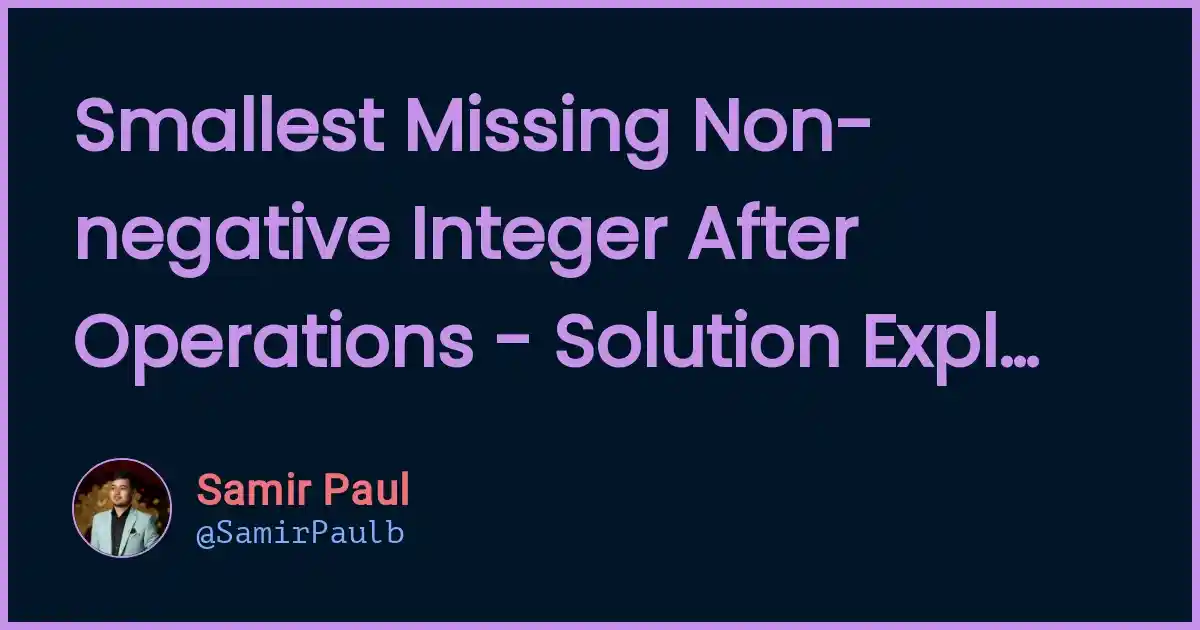 Smallest Missing Non-
negative Integer After
Operations - Solution Expl...
Samir Paul
@SamirPaulb